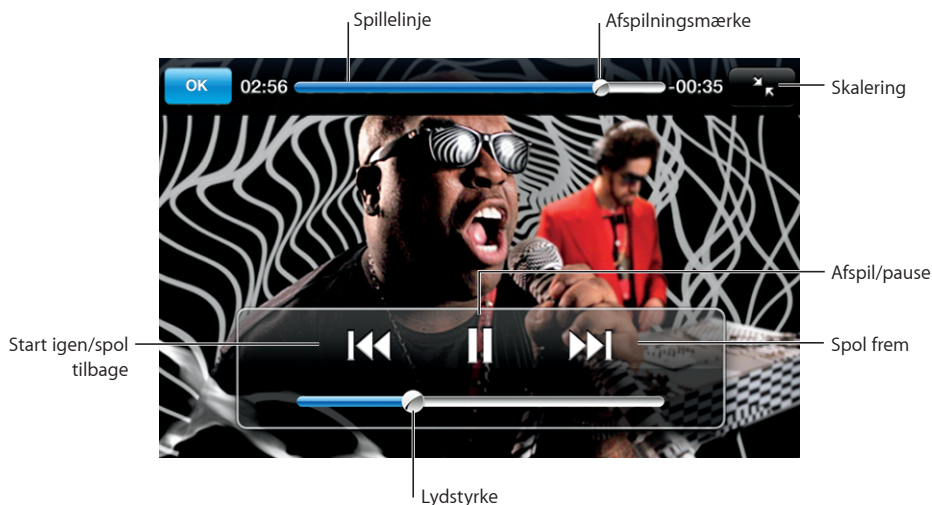 Spillelinje
Afspilningsmærke
OK
02:56
-00:35
Skalering
Afspil/pause
Start igen/spol
tilbage
Spol frem
Lydstyrke